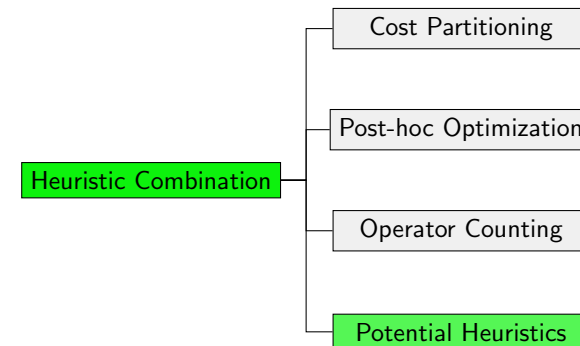 Cost Partitioning
Post-hoc Optimization
Heuristic Combination
Operator Counting
Potential Heuristics